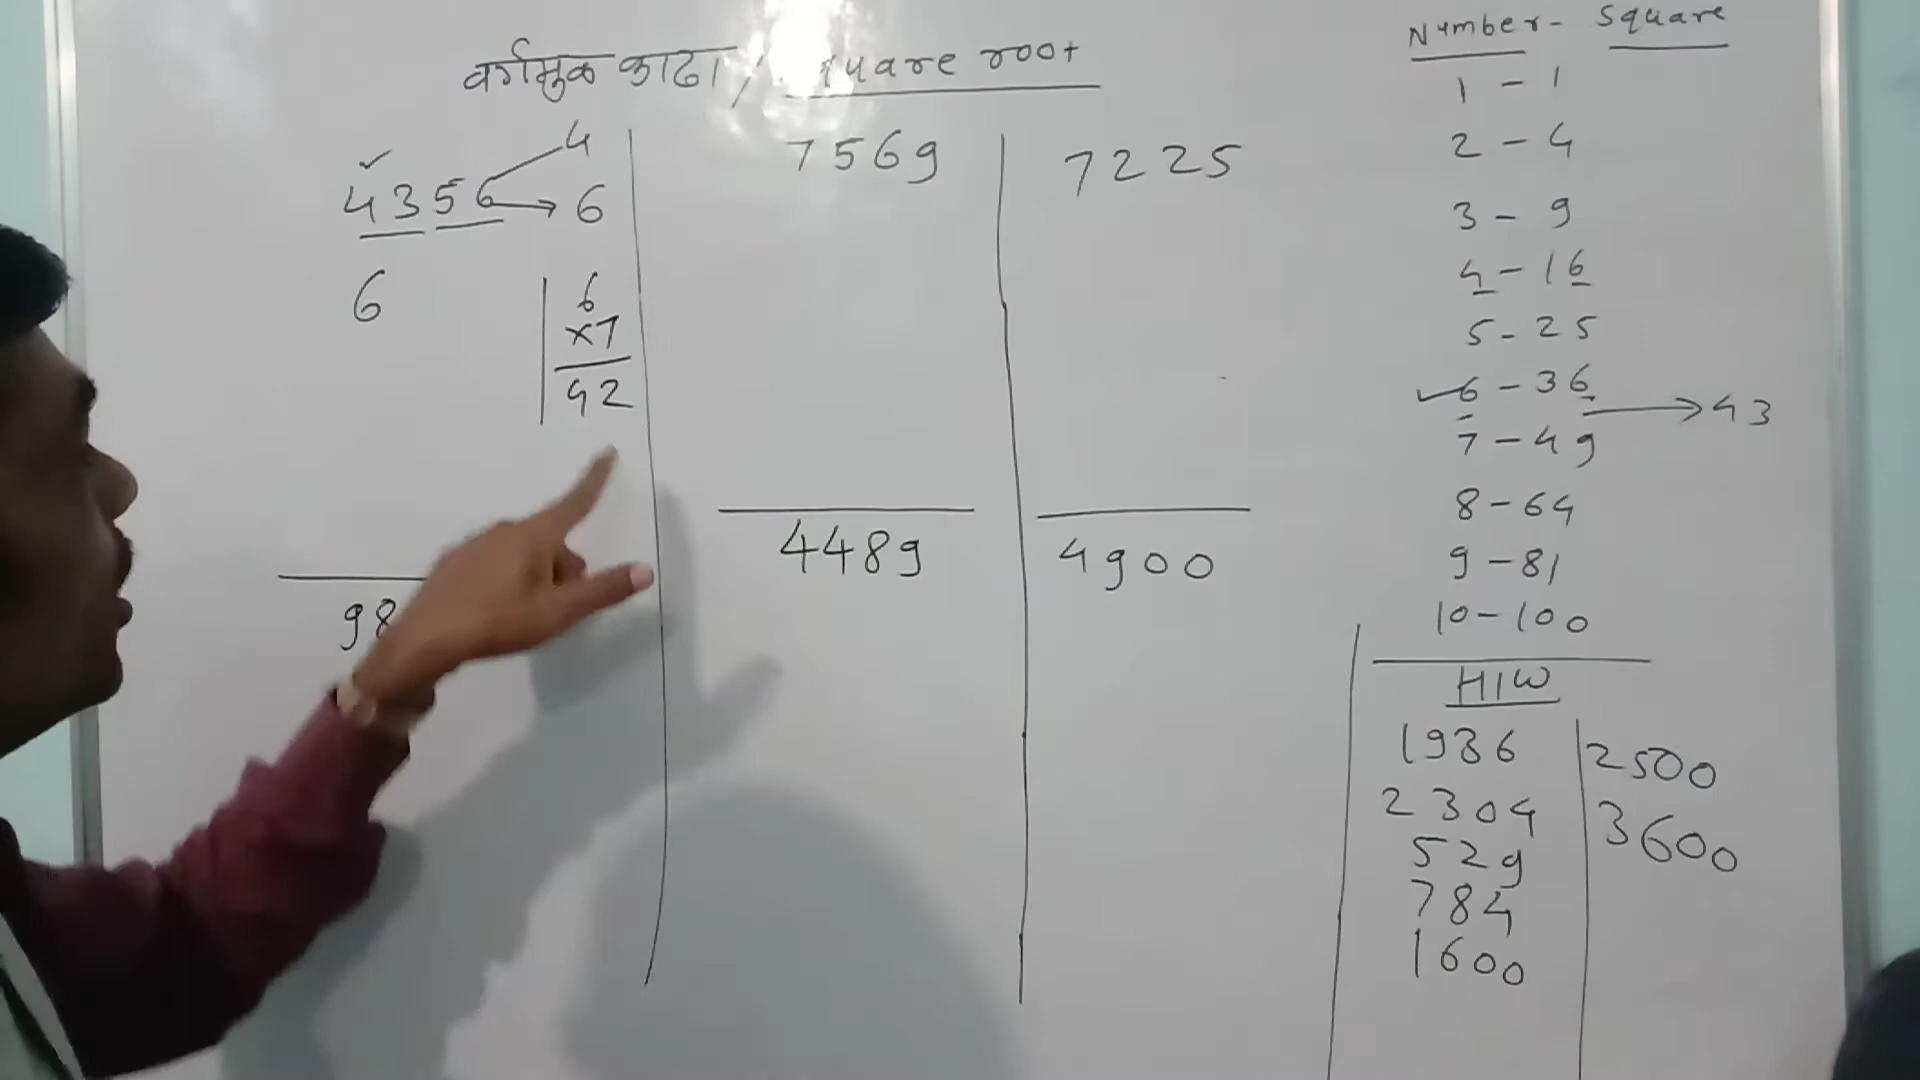 वर्गमुळ काढा / square root
4356
4
6
6
6
×7
42
98
7569
4489
7225
4900
Number - Square
1 - 1
2 - 4
3 - 9
4 - 16
5 - 25
6 - 36
→ 43
7 - 49
8 - 64
9 - 81
10 - 100
H/W
1936
2304
529
784
1600
2500
3600